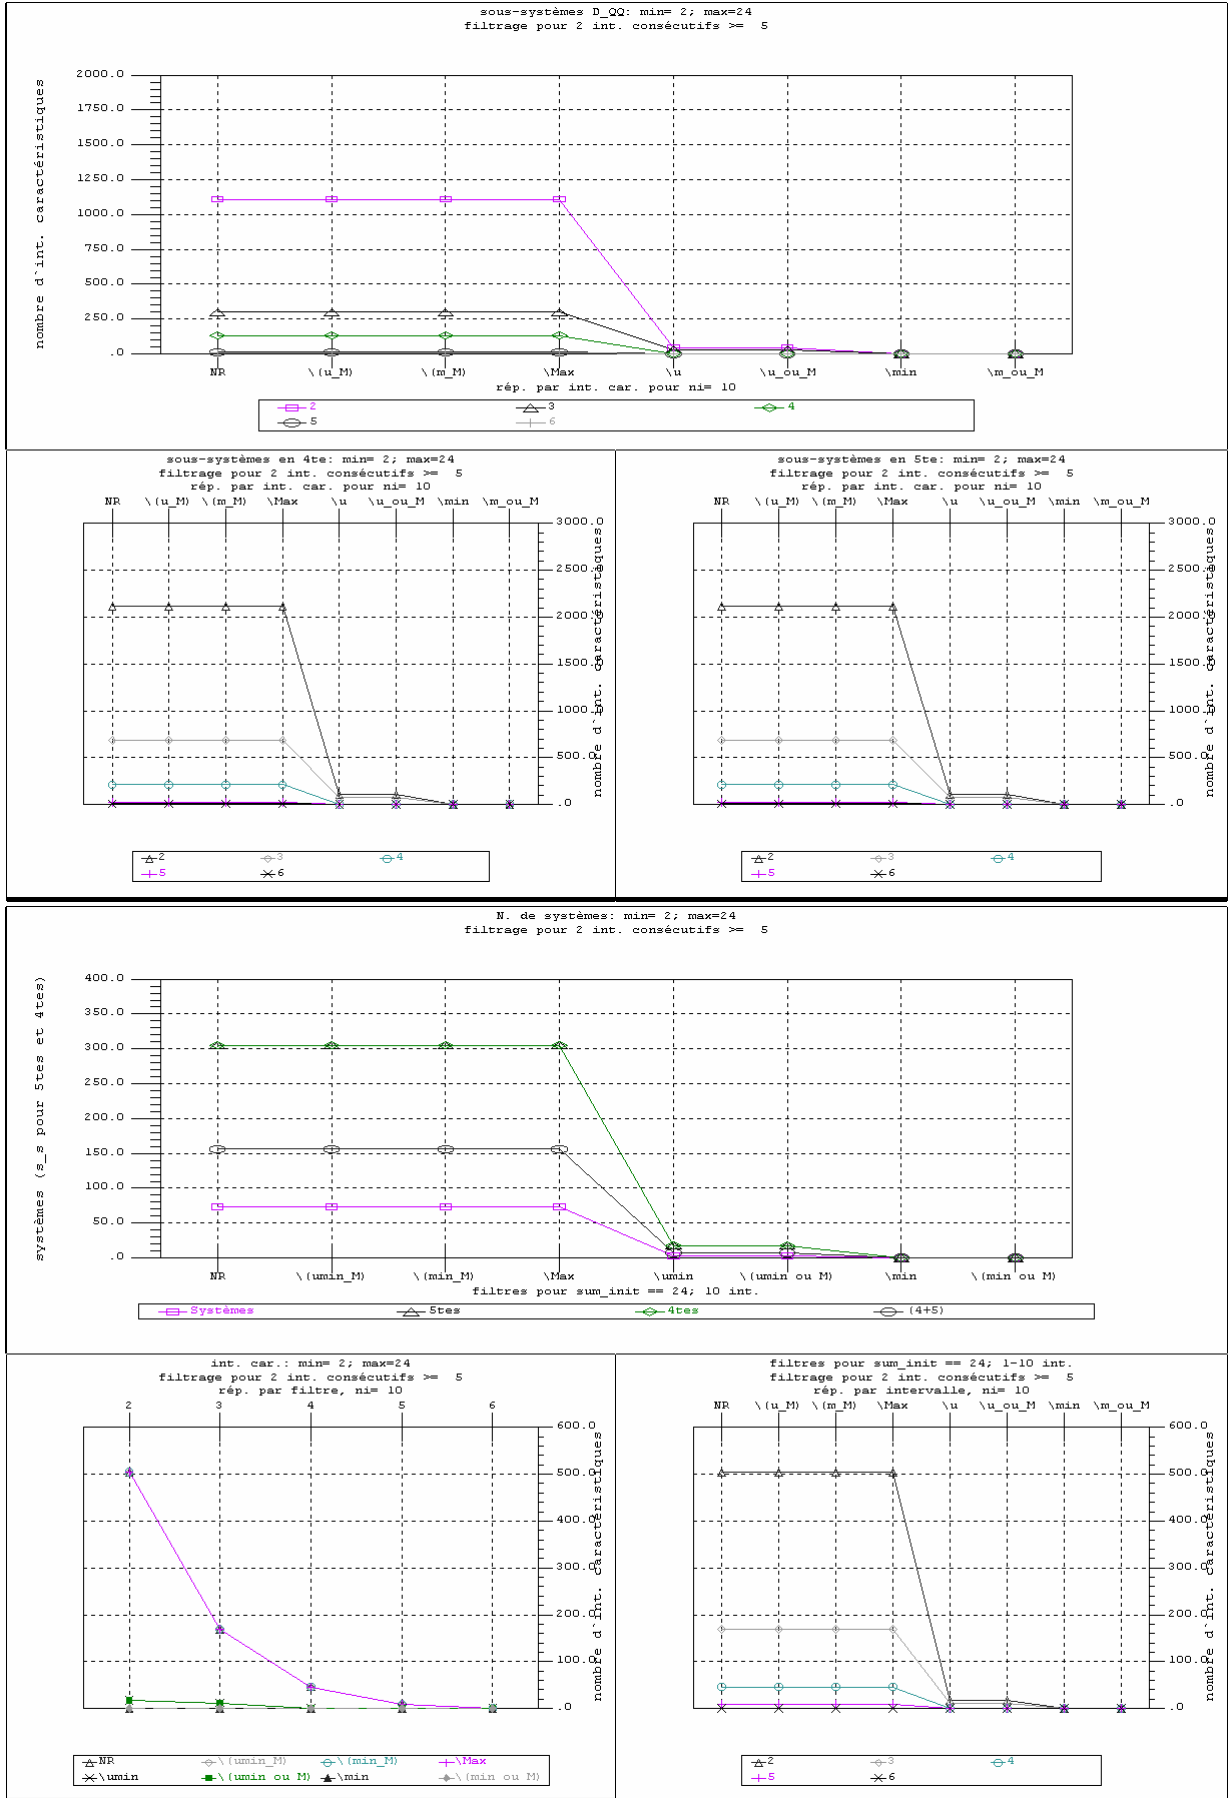 sous-systèmes D_QQ: min= 2; max=24
filtrage pour 2 int. consécutifs >=  5
nombre d`int. caractéristiques
2000.0
1750.0
1500.0
1250.0
1000.0
750.0
500.0
250.0
.0
NR \(u_M) \(m_M) \Max \u \u_ou_M \min \m_ou_M
rép. par int. car. pour ni= 10
2 3 4
5 6
sous-systèmes en 4te: min= 2; max=24
filtrage pour 2 int. consécutifs >=  5
rép. par int. car. pour ni= 10
NR \(u_M) \(m_M) \Max \u \u_ou_M \min \m_ou_M
3000.0
2500.0
2000.0
1500.0
1000.0
500.0
.0
nombre d`int. caractéristiques
2 3 4
5 6
sous-systèmes en 5te: min= 2; max=24
filtrage pour 2 int. consécutifs >=  5
rép. par int. car. pour ni= 10
NR \(u_M) \(m_M) \Max \u \u_ou_M \min \m_ou_M
3000.0
2500.0
2000.0
1500.0
1000.0
500.0
.0
nombre d`int. caractéristiques
2 3 4
5 6
N. de systèmes: min= 2; max=24
filtrage pour 2 int. consécutifs >=  5
systèmes (s_s pour 5tes et 4tes)
400.0
350.0
300.0
250.0
200.0
150.0
100.0
50.0
.0
NR \(umin_M) \(min_M) \Max \umin \(umin ou M) \min \(min ou M)
filtres pour sum_init == 24; 10 int.
Systèmes 5tes 4tes (4+5)
int. car.: min= 2; max=24
filtrage pour 2 int. consécutifs >=  5
rép. par filtre, ni= 10
2 3 4 5 6
600.0
500.0
400.0
300.0
200.0
100.0
.0
nombre d`int. caractéristiques
NR \(umin_M) \(min_M) \Max
\umin \(umin ou M) \min \(min ou M)
filtres pour sum_init == 24; 1-10 int.
filtrage pour 2 int. consécutifs >=  5
rép. par intervalle, ni= 10
NR \(u_M) \(m_M) \Max \u \u_ou_M \min \m_ou_M
600.0
500.0
400.0
300.0
200.0
100.0
.0
nombre d`int. caractéristiques
2 3 4
5 6